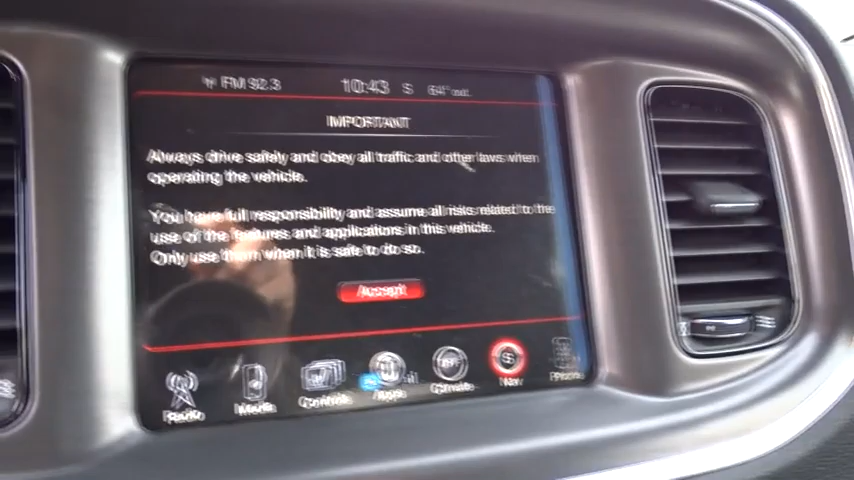 FM 92.3 10:43 S 64° out
IMPORTANT
Always drive safely and obey all traffic and other laws when
operating the vehicle.
You have full responsibility and assume all risks related to the
use of the features and applications in this vehicle.
Only use them when it is safe to do so.
Accept
Radio Media Controls Apps Climate Nav Phone